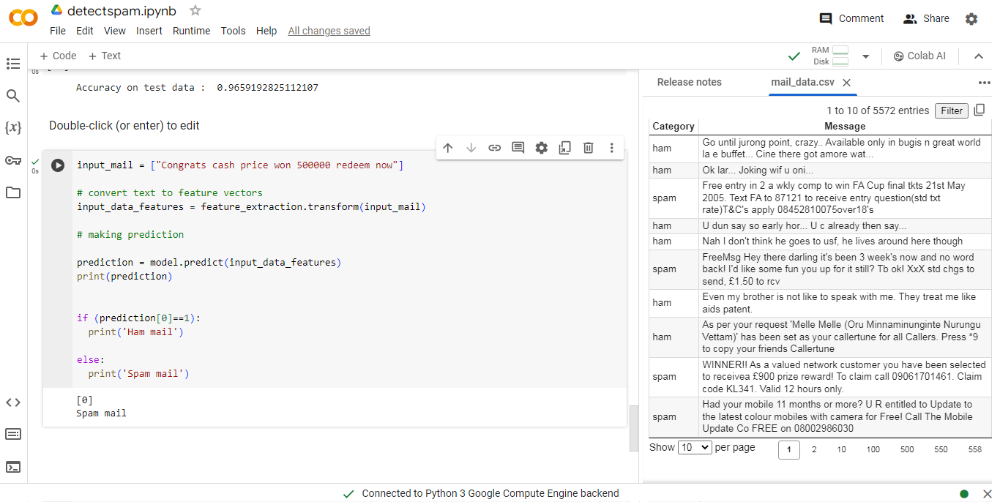 detectspam.ipynb
File Edit View Insert Runtime Tools Help All changes saved
Comment Share
+ Code + Text
RAM
Disk
Colab AI
0s
Accuracy on test data :  0.9659192825112107
Double-click (or enter) to edit
0s
input_mail = ["Congrats cash price won 500000 redeem now"]
# convert text to feature vectors
input_data_features = feature_extraction.transform(input_mail)
# making prediction
prediction = model.predict(input_data_features)
print(prediction)
if (prediction[0]==1):
print('Ham mail')
else:
print('Spam mail')
[0]
Spam mail
Release notes
mail_data.csv
1 to 10 of 5572 entries Filter
Category Message
ham
Go until jurong point, crazy.. Available only in bugis n great world
la e buffet... Cine there got amore wat...
ham
Ok lar... Joking wif u oni...
spam
Free entry in 2 a wkly comp to win FA Cup final tkts 21st May
2005. Text FA to 87121 to receive entry question(std txt
rate)T&C's apply 08452810075over18's
ham
U dun say so early hor... U c already then say...
ham
Nah I don't think he goes to usf, he lives around here though
spam
FreeMsg Hey there darling it's been 3 week's now and no word
back! I'd like some fun you up for it still? Tb ok! XxX std chgs to
send, £1.50 to rcv
ham
Even my brother is not like to speak with me. They treat me like
aids patent.
ham
As per your request 'Melle Melle (Oru Minnaminunginte Nurungu
Vettam)' has been set as your callertune for all Callers. Press *9
to copy your friends Callertune
spam
WINNER!! As a valued network customer you have been selected
to receivea £900 prize reward! To claim call 09061701461. Claim
code KL341. Valid 12 hours only.
spam
Had your mobile 11 months or more? U R entitled to Update to
the latest colour mobiles with camera for Free! Call The Mobile
Update Co FREE on 08002986030
Show 10 per page 1 2 10 100 500 550 558
Connected to Python 3 Google Compute Engine backend